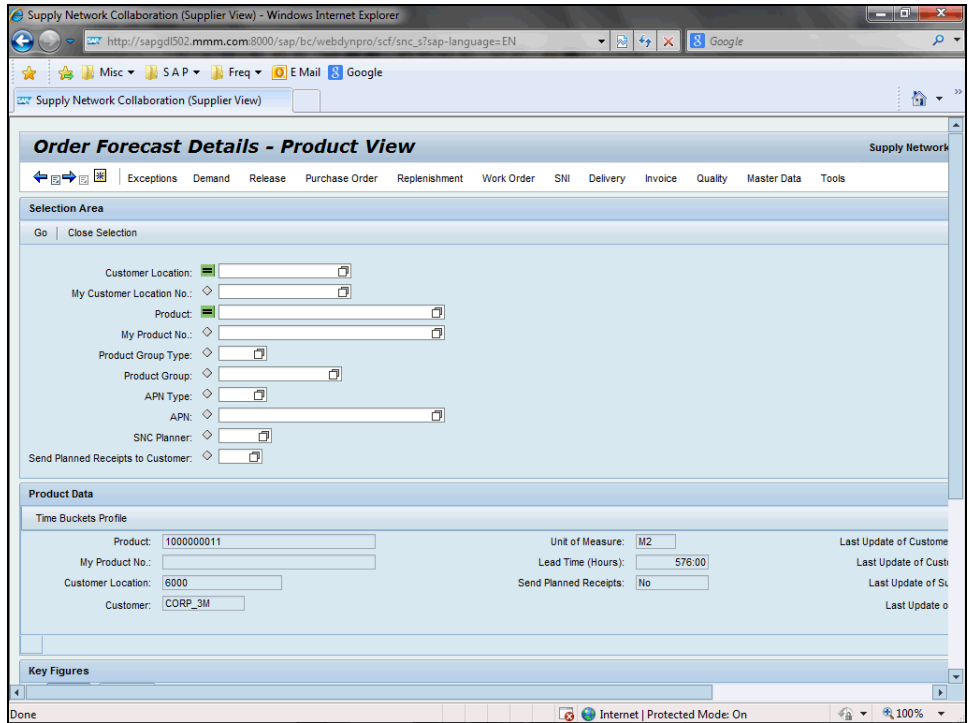 Supply Network Collaboration (Supplier View) - Windows Internet Explorer
http://sapgdl502.mmm.com:8000/sap/bc/webdynpro/scf/snc_s?sap-language=EN Google
Misc SAP Freq E Mail Google
Supply Network Collaboration (Supplier View)
Order Forecast Details - Product View Supply Network
Exceptions Demand Release Purchase Order Replenishment Work Order SNI Delivery Invoice Quality Master Data Tools
Selection Area
Go Close Selection
Customer Location:
My Customer Location No.:
Product:
My Product No.:
Product Group Type:
Product Group:
APN Type:
APN:
SNC Planner:
Send Planned Receipts to Customer:
Product Data
Time Buckets Profile
Product: 1000000011 Unit of Measure: M2 Last Update of Custome
My Product No.: Lead Time (Hours): 576:00 Last Update of Cust
Customer Location: 6000 Send Planned Receipts: No Last Update of Su
Customer: CORP_3M Last Update o
Key Figures
Done Internet | Protected Mode: On 100%